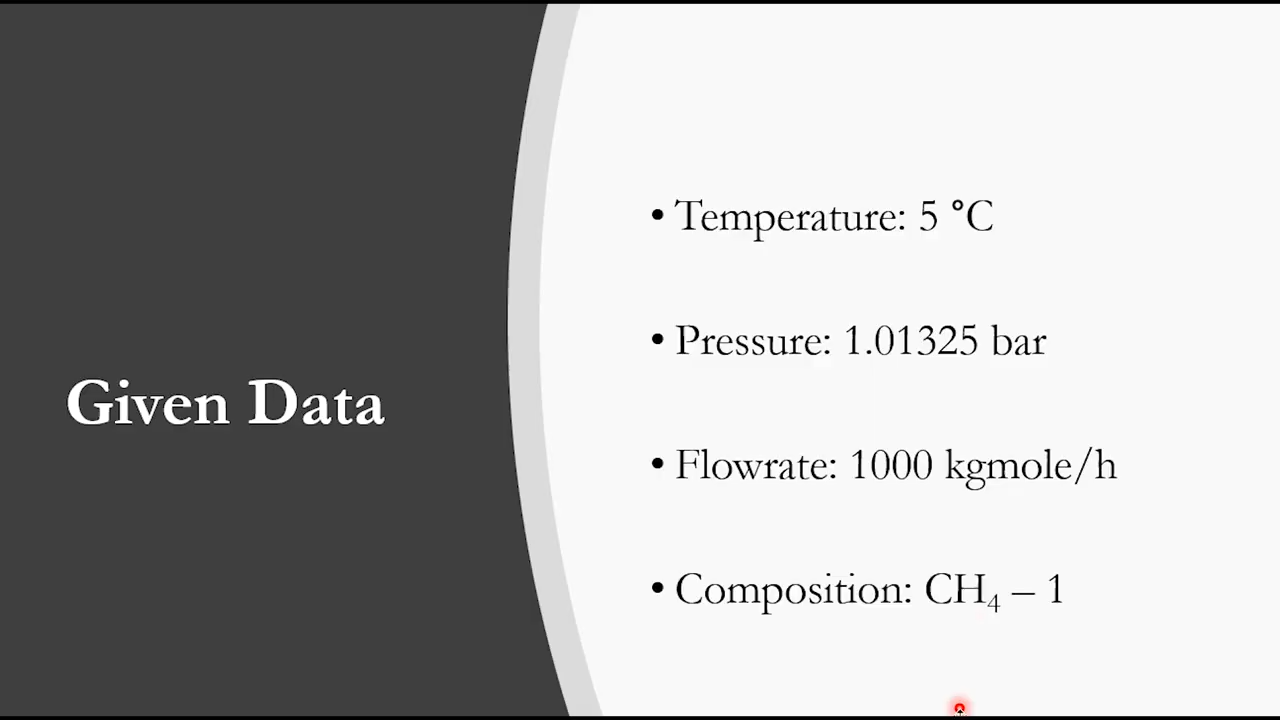 Given Data
• Temperature: 5 °C
• Pressure: 1.01325 bar
• Flowrate: 1000 kgmole/h
• Composition: CH₄ – 1